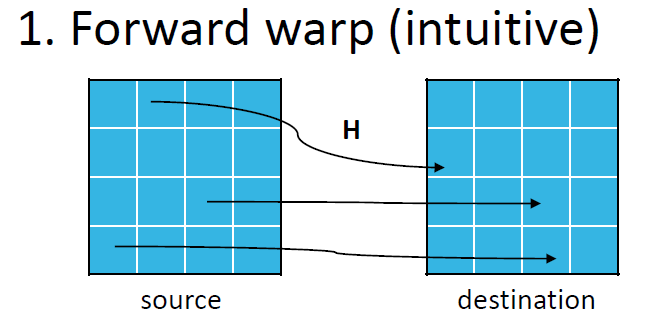 1. Forward warp (intuitive)
H
source
destination